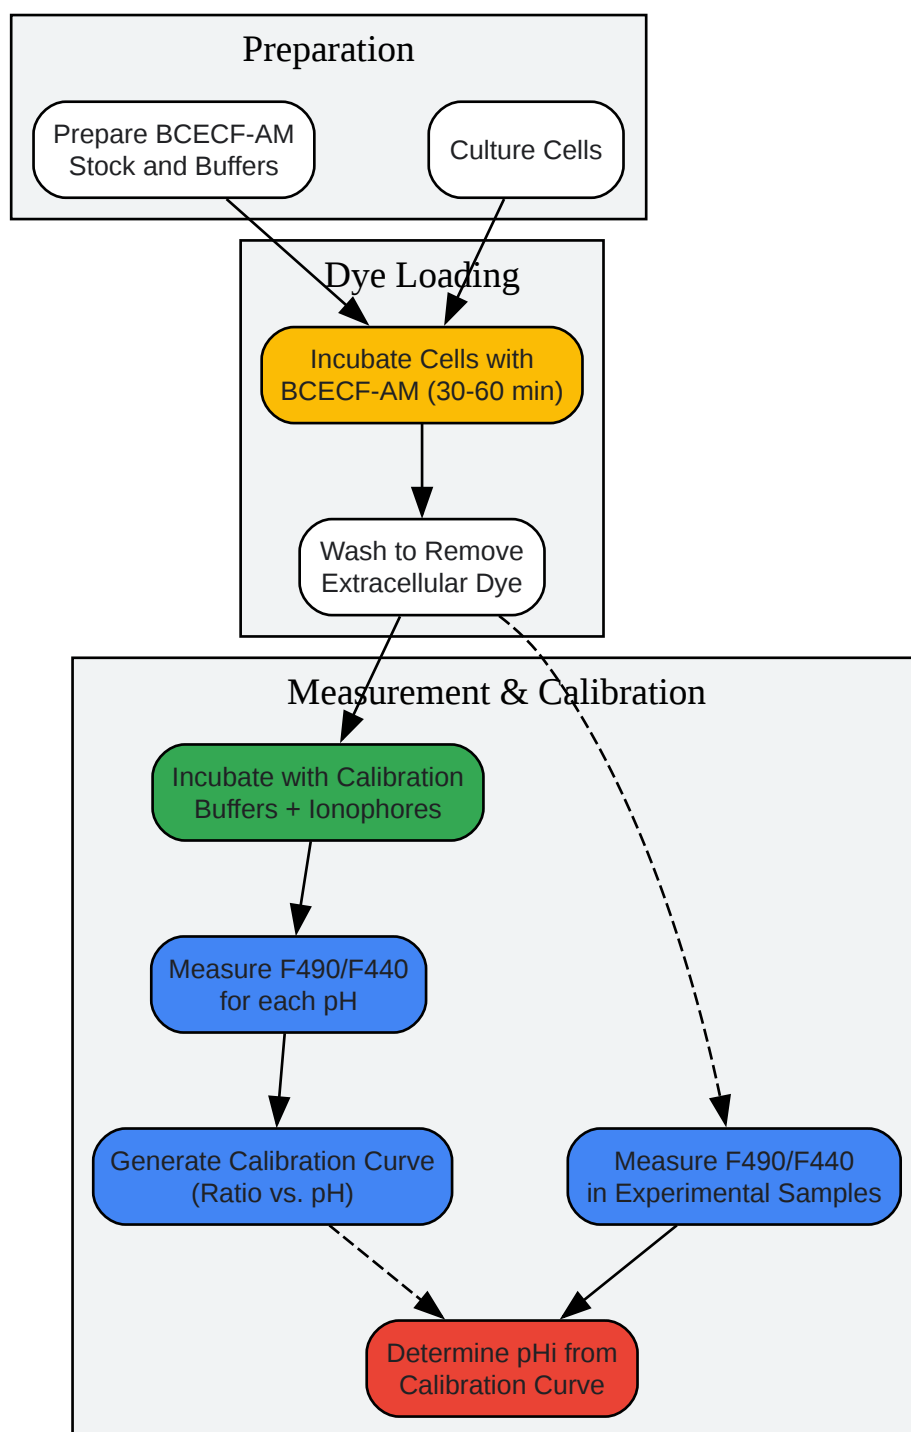 Preparation
Prepare BCECF-AM
Stock and Buffers
Culture Cells
Dye Loading
Incubate Cells with
BCECF-AM (30-60 min)
Wash to Remove
Extracellular Dye
Measurement & Calibration
Incubate with Calibration
Buffers + Ionophores
Measure F490/F440
for each pH
Generate Calibration Curve
(Ratio vs. pH)
Measure F490/F440
in Experimental Samples
Determine pHi from
Calibration Curve